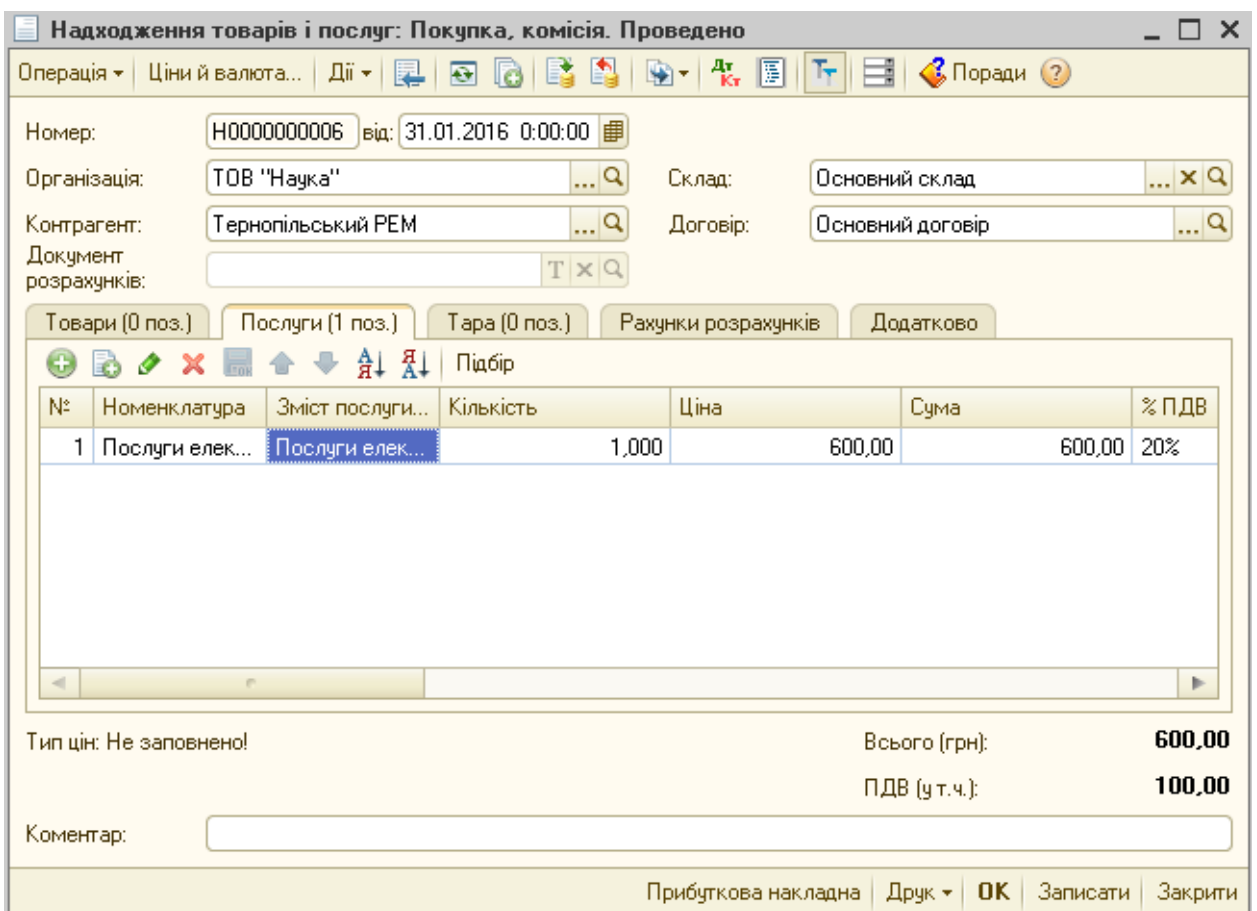 Надходження товарів і послуг: Покупка, комісія. Проведено
Операція Ціни й валюта... Дії Дт Кт Поради ?
Номер: Н0000000006 від: 31.01.2016 0:00:00
Організація: ТОВ "Наука" ... Склад: Основний склад ...
Контрагент: Тернопільський РЕМ ... Договір: Основний договір ...
Документ розрахунків: T
Товари (0 поз.) Послуги (1 поз.) Тара (0 поз.) Рахунки розрахунків Додатково
Підбір
№ Номенклатура Зміст послуги... Кількість Ціна Сума % ПДВ
1 Послуги елек... Послуги елек... 1,000 600,00 600,00 20%
Тип цін: Не заповнено! Всього (грн): 600,00
ПДВ (у т.ч.): 100,00
Коментар:
Прибуткова накладна Друк OK Записати Закрити